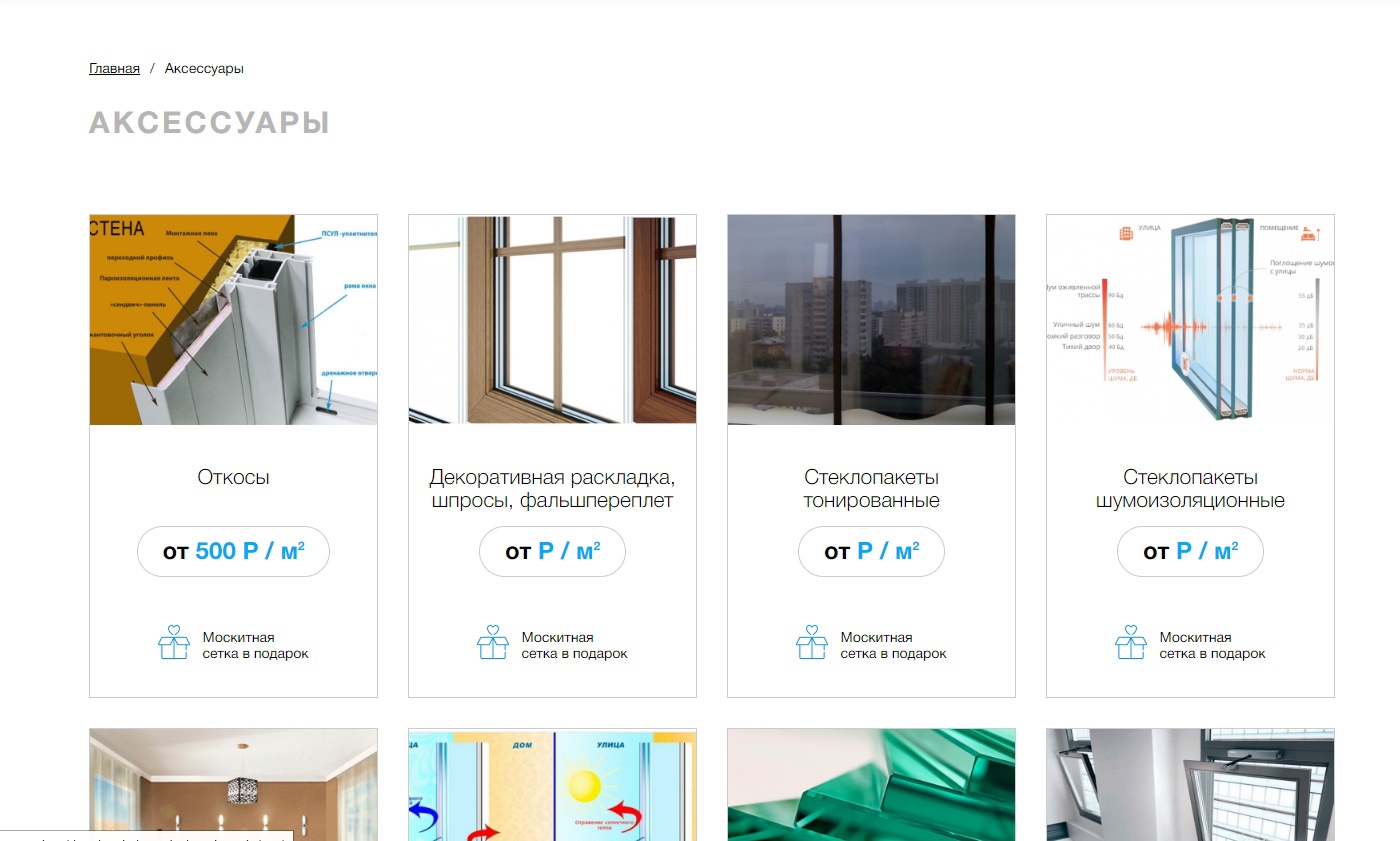 Главная / Аксессуары
АКСЕССУАРЫ
СТЕНА
Монтажная пена
ПСУЛ -уплотнител
переходной профиль
Пароизоляционная лента
рама окна
«сендвич»-панель
кантовочный уголок
дренажное отвер
УЛИЦА
ПОМЕЩЕНИЕ
Поглощение шумо
с улицы
ум оживленной
трассы
90 Бд
55 дБ
Уличный шум
60 Бд
35 дБ
омкий разговор
50 Бд
30 дБ
Тихий двор
40 Бд
20 дБ
УРОВЕНЬ
ШУМА, ДБ
НОРМА
ШУМА, ДБ
Откосы
Декоративная раскладка,
шпросы, фальшпереплет
Стеклопакеты
тонированные
Стеклопакеты
шумоизоляционные
от 500 Р / м²
от Р / м²
от Р / м²
от Р / м²
Москитная
сетка в подарок
Москитная
сетка в подарок
Москитная
сетка в подарок
Москитная
сетка в подарок
ДОМ
УЛИЦА
Отражение солнечного
тепла